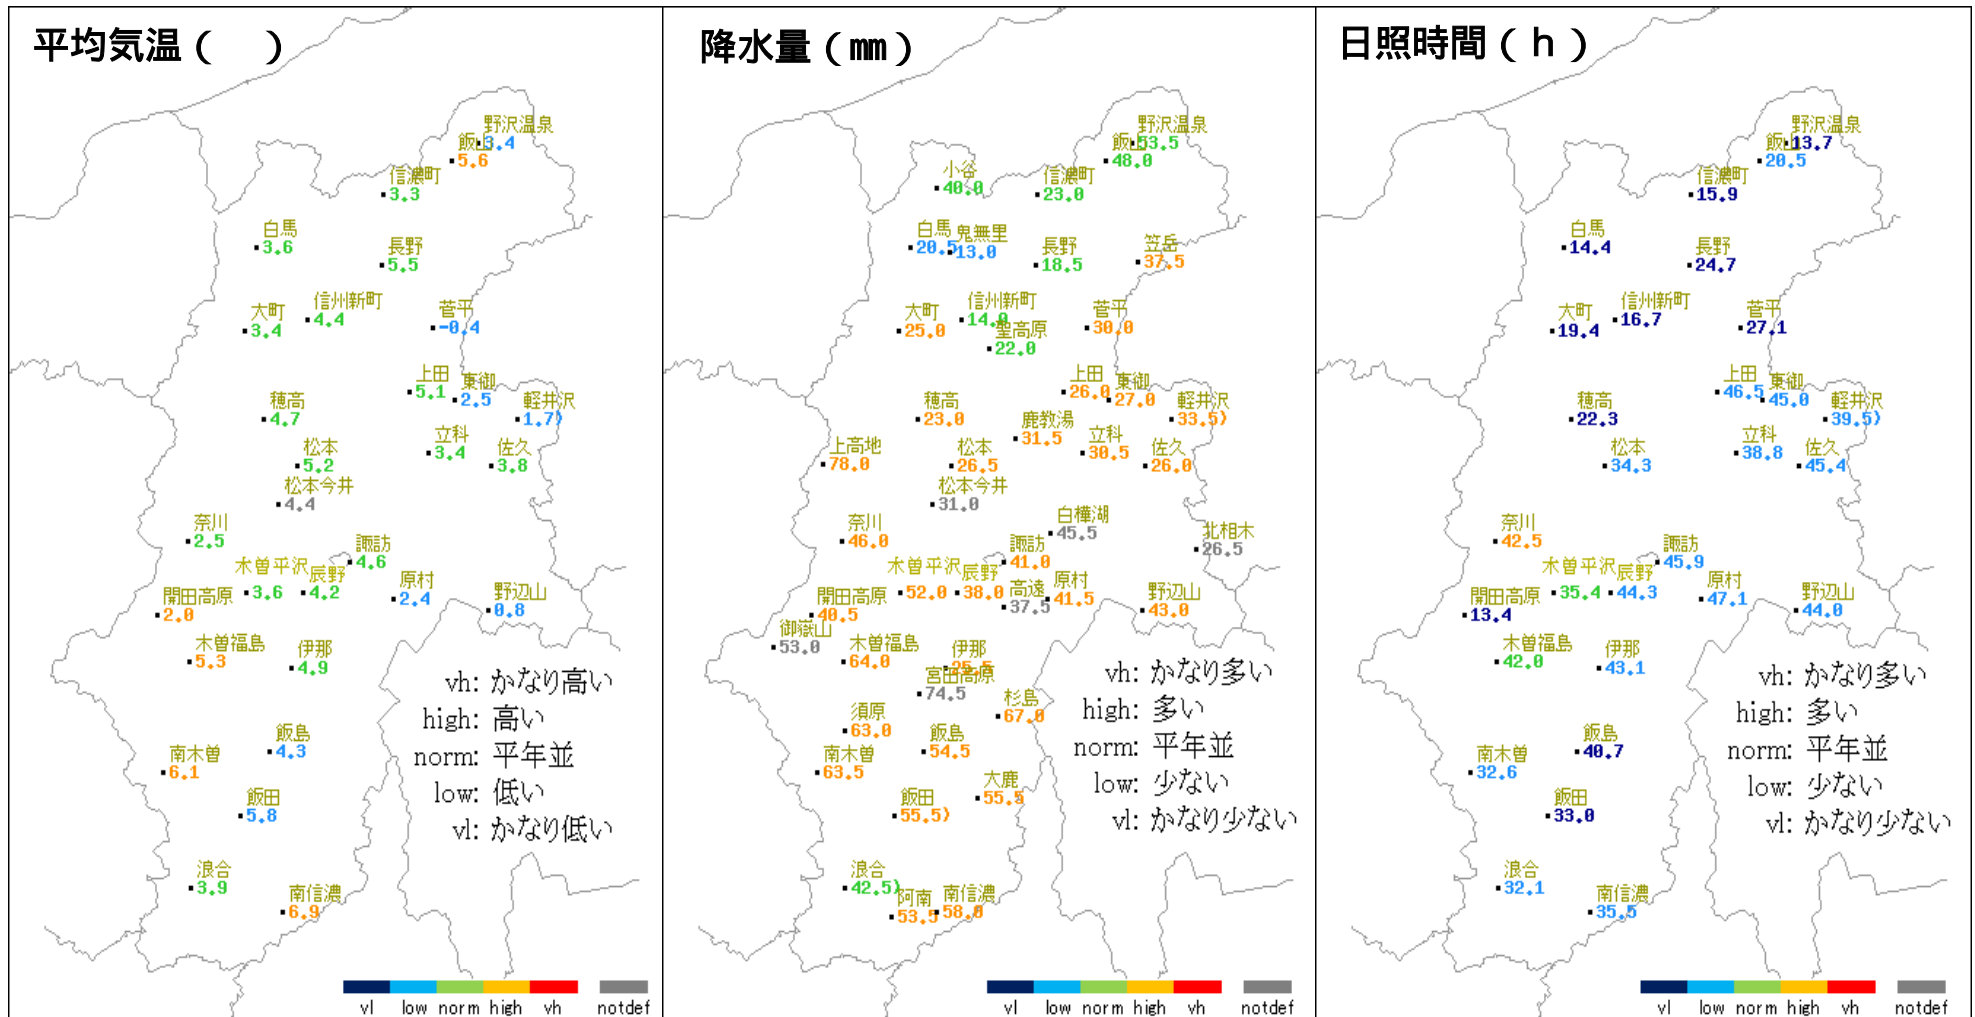 平均気温(　)
野沢温泉
3.4
飯山
5.6
信濃町
3.3
白馬
3.6
長野
5.5
信州新町
4.4
大町
3.4
菅平
-0.4
上田
5.1
東御
2.5
軽井沢
1.7)
穂高
4.7
立科
3.4
佐久
3.8
松本
5.2
松本今井
4.4
奈川
2.5
諏訪
4.6
木曽平沢
3.6
辰野
4.2
原村
2.4
野辺山
0.8
開田高原
2.0
木曽福島
5.3
伊那
4.9
飯島
4.3
南木曽
6.1
飯田
5.8
浪合
3.9
南信濃
6.9
vh: かなり高い
high: 高い
norm: 平年並
low: 低い
vl: かなり低い
vl low norm high vh notdef
降水量(㎜)
野沢温泉
53.5
飯山
48.0
小谷
40.0
信濃町
23.0
白馬
20.5
鬼無里
13.0
長野
18.5
笠岳
37.5
信州新町
14.0
大町
25.0
菅平
30.0
聖高原
22.0
上田
26.0
東御
27.0
穂高
23.0
軽井沢
33.5)
鹿教湯
31.5
立科
30.5
佐久
26.0
上高地
78.0
松本
26.5
松本今井
31.0
白樺湖
45.5
奈川
46.0
北相木
26.5
諏訪
41.0
木曽平沢
52.0
辰野
38.0
高遠
37.5
原村
41.5
野辺山
43.0
開田高原
40.5
御嶽山
53.0
木曽福島
64.0
伊那
25.5
宮田高原
74.5
杉島
67.0
須原
63.0
飯島
54.5
南木曽
63.5
大鹿
55.5
飯田
55.5)
浪合
42.5)
阿南
53.5
南信濃
58.0
vh: かなり多い
high: 多い
norm: 平年並
low: 少ない
vl: かなり少ない
vl low norm high vh notdef
日照時間(ｈ)
野沢温泉
13.7
飯山
20.5
信濃町
15.9
白馬
14.4
長野
24.7
信州新町
16.7
大町
19.4
菅平
27.1
上田
46.5
東御
45.0
軽井沢
39.5)
穂高
22.3
立科
38.8
佐久
45.4
松本
34.3
奈川
42.5
諏訪
45.9
木曽平沢
35.4
辰野
44.3
原村
47.1
野辺山
44.0
開田高原
13.4
木曽福島
42.0
伊那
43.1
飯島
40.7
南木曽
32.6
飯田
33.0
浪合
32.1
南信濃
35.5
vh: かなり多い
high: 多い
norm: 平年並
low: 少ない
vl: かなり少ない
vl low norm high vh notdef